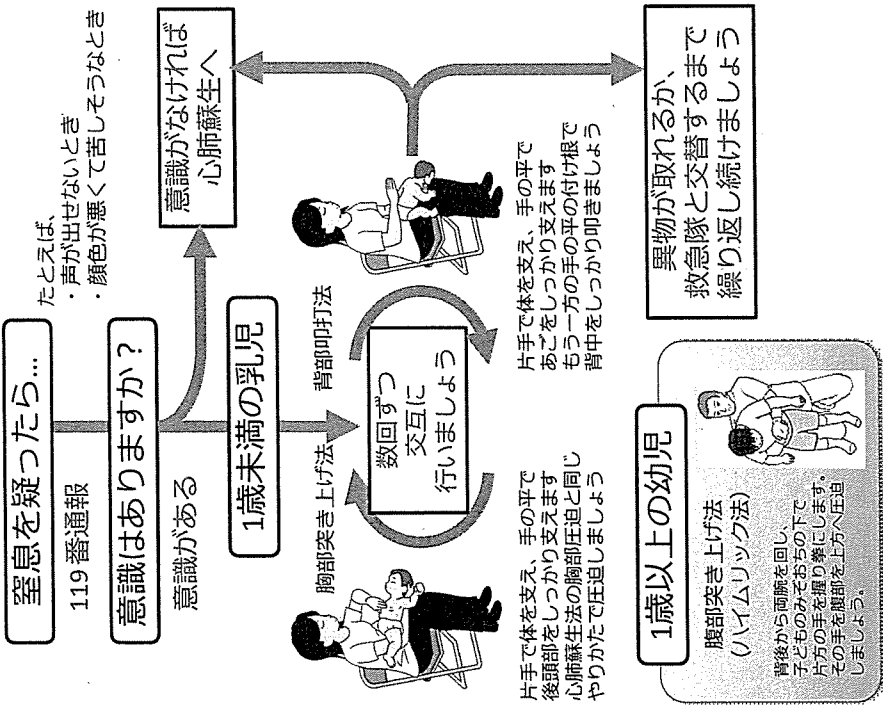 窒息を疑ったら...
たとえば、
・声が出せないとき
・顔色が悪くて苦しそうなとき
119番通報
意識はありますか？
意識がある
意識がなければ
心肺蘇生へ
1歳未満の乳児
胸部突き上げ法
背部叩打法
数回ずつ
交互に
行いましょう
片手で体を支え、手の平で
後頭部をしっかり支えます
心肺蘇生法の胸部圧迫と同じ
やりかたで圧迫しましょう
片手で体を支え、手の平で
あごをしっかり支えます
もう一方の手の平の付け根で
背中をしっかり叩きましょう
1歳以上の幼児
腹部突き上げ法
(ハイムリック法)
背後から両腕を回し、
子どものみぞおちの下で
片方の手を握り拳にします。
その手を腹部を上方へ圧迫
しましょう。
異物が取れるか、
救急隊と交替するまで
繰り返し続けましょう